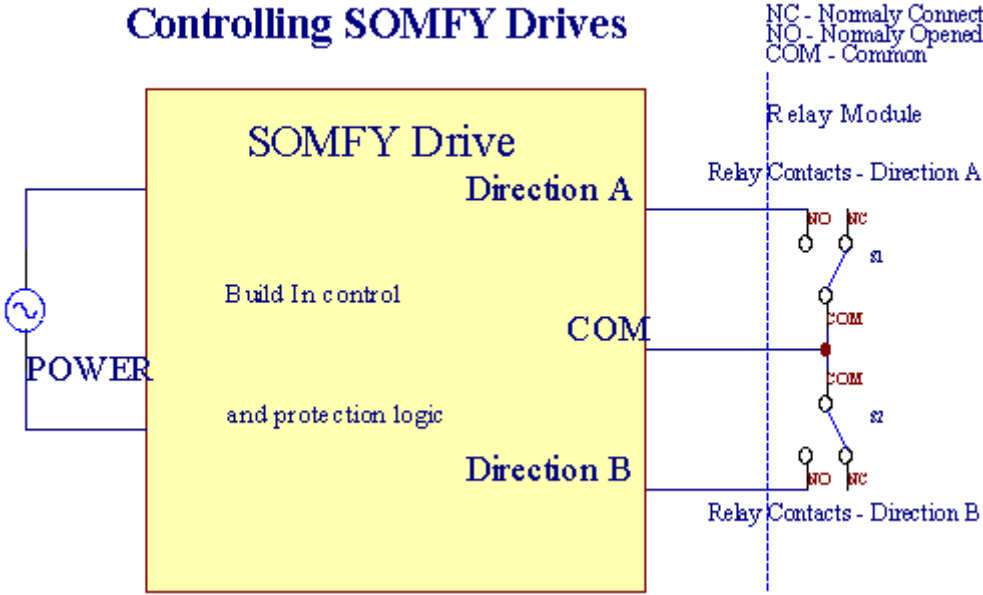 Controlling SOMFY Drives
NC - Normaly Connect
NO - Normaly Opened
COM - Common
Relay Module
SOMFY Drive
Relay Contacts - Direction A
Direction A
NO NC
S1
Build In control
COM
COM
POWER
COM
and protection logic
S2
Direction B
NO NC
Relay Contacts - Direction B